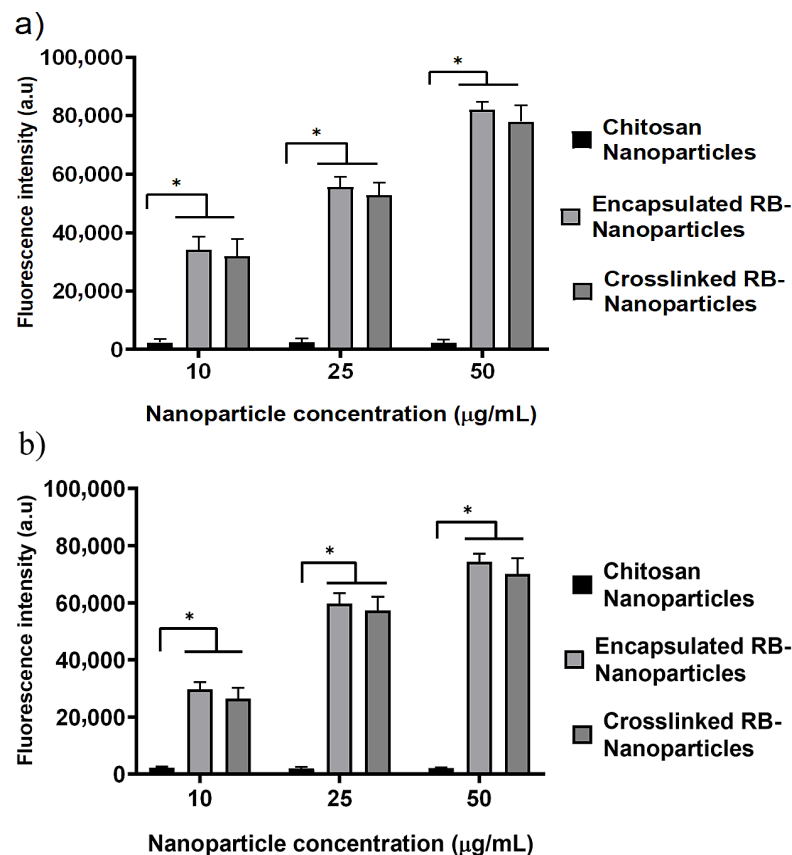 a)
Fluorescence intensity (a.u)
100,000
80,000
60,000
40,000
20,000
0
*
*
*
10
25
50
Nanoparticle concentration (μg/mL)
Chitosan
Nanoparticles
Encapsulated RB-
Nanoparticles
Crosslinked RB-
Nanoparticles
b)
Fluorescence intensity (a.u)
100,000
80,000
60,000
40,000
20,000
0
*
*
*
10
25
50
Nanoparticle concentration (μg/mL)
Chitosan
Nanoparticles
Encapsulated RB-
Nanoparticles
Crosslinked RB-
Nanoparticles